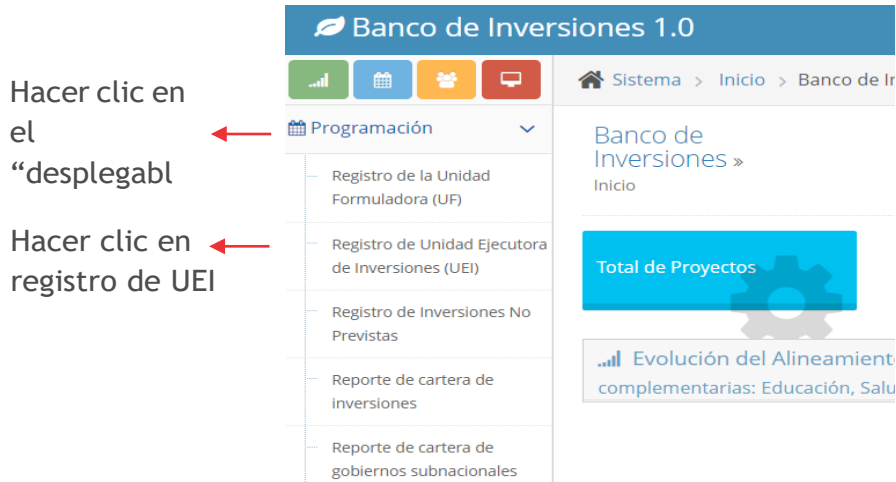 Banco de Inversiones 1.0
Sistema > Inicio > Banco de In
Hacer clic en
el
“desplegabl
Programación
Registro de la Unidad
Formuladora (UF)
Hacer clic en
registro de UEI
Registro de Unidad Ejecutora
de Inversiones (UEI)
Registro de Inversiones No
Previstas
Reporte de cartera de
inversiones
Reporte de cartera de
gobiernos subnacionales
Banco de
Inversiones »
Inicio
Total de Proyectos
Evolución del Alineamient
complementarias: Educación, Salu